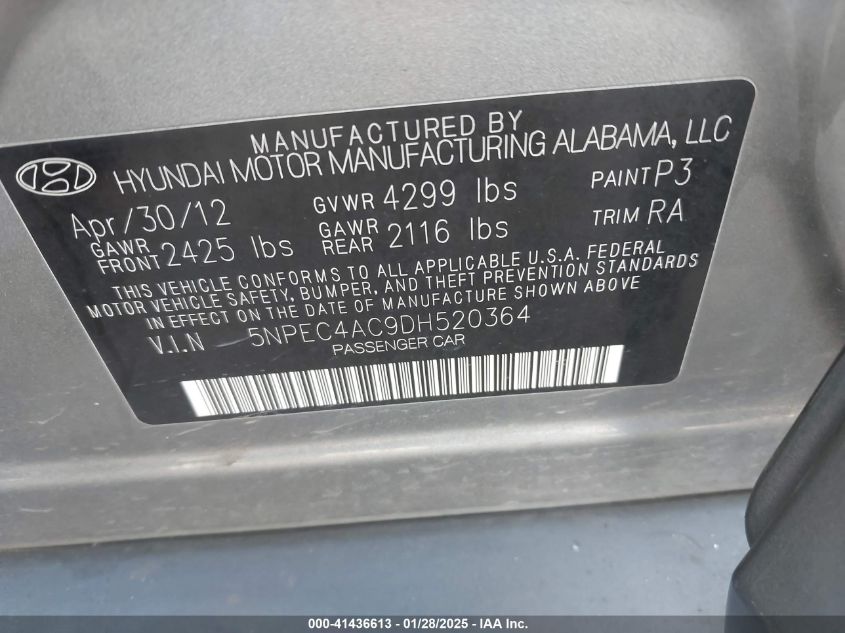 MANUFACTURED BY
HYUNDAI MOTOR MANUFACTURING ALABAMA, LLC
Apr/30/12 GVWR 4299 lbs PAINT P3
GAWR FRONT 2425 lbs GAWR REAR 2116 lbs TRIM RA
THIS VEHICLE CONFORMS TO ALL APPLICABLE U.S.A. FEDERAL
MOTOR VEHICLE SAFETY, BUMPER, AND THEFT PREVENTION STANDARDS
IN EFFECT ON THE DATE OF MANUFACTURE SHOWN ABOVE
V.I.N 5NPEC4AC9DH520364
PASSENGER CAR
000-41436613 - 01/28/2025 - IAA Inc.